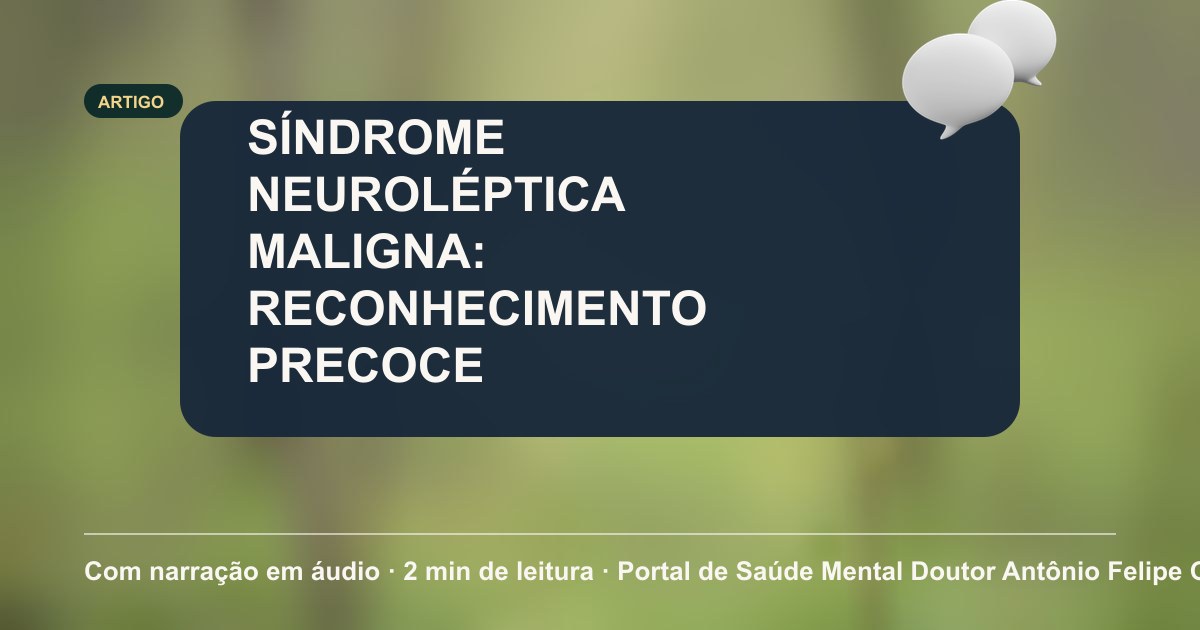 ARTIGO
SÍNDROME
NEUROLÉPTICA
MALIGNA:
RECONHECIMENTO
PRECOCE
Com narração em áudio · 2 min de leitura · Portal de Saúde Mental Doutor Antônio Felipe